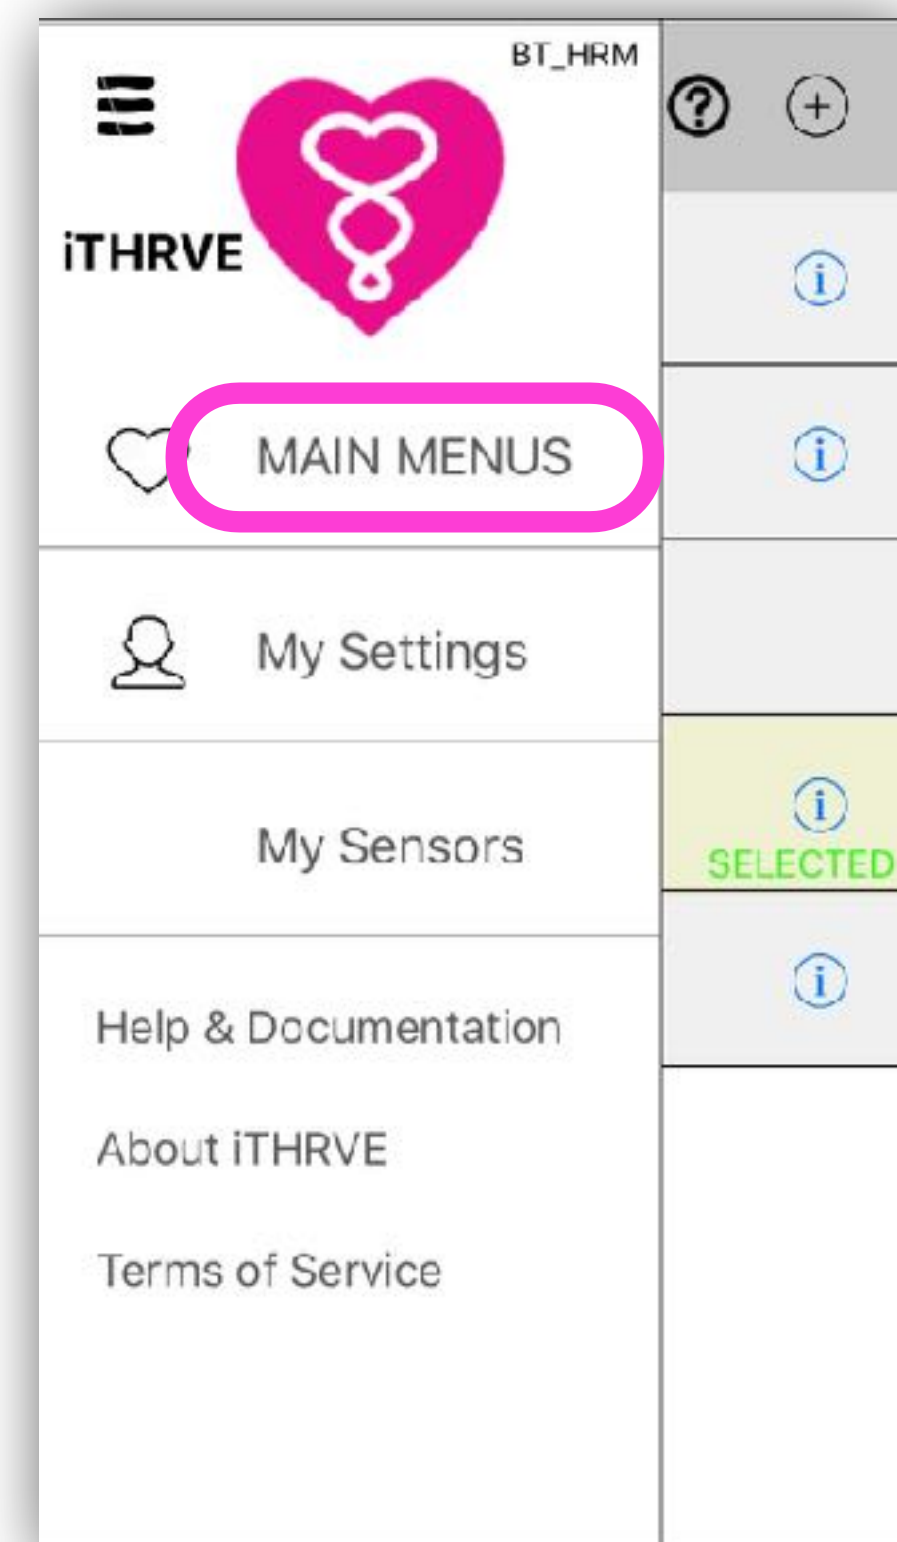 BT_HRM
iTHRVE
MAIN MENUS
My Settings
My Sensors
SELECTED
Help & Documentation
About iTHRVE
Terms of Service